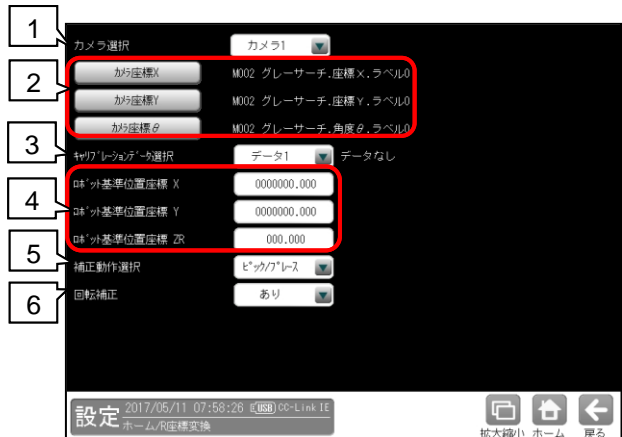 1
カメラ選択 カメラ1
2
ｶﾒﾗ座標X M002 グレーサーチ.座標X.ラベル0
ｶﾒﾗ座標Y M002 グレーサーチ.座標Y.ラベル0
ｶﾒﾗ座標θ M002 グレーサーチ.角度θ.ラベル0
3
ｷｬﾘﾌﾞﾚｰｼｮﾝﾃﾞｰﾀ選択 データ1 データなし
4
ﾛﾎﾞｯﾄ基準位置座標 X 0000000.000
ﾛﾎﾞｯﾄ基準位置座標 Y 0000000.000
ﾛﾎﾞｯﾄ基準位置座標 ZR 000.000
5
補正動作選択 ﾋﾟｯｸ/ﾌﾟﾚｰｽ
6
回転補正 あり
設定 2017/05/11 07:58:26 USB CC-Link IE
ホーム/R座標変換
拡大縮小 ホーム 戻る